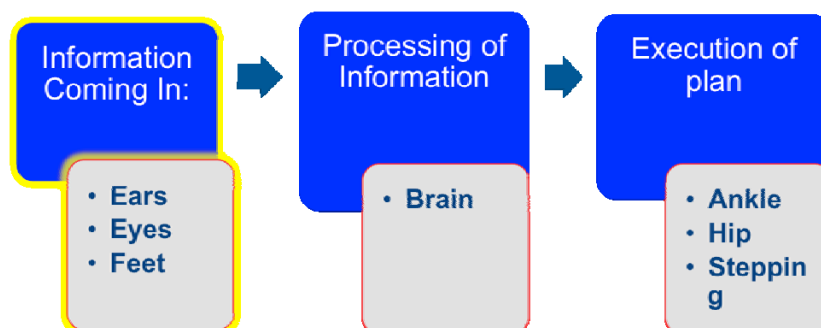 Information
Coming In:
• Ears
• Eyes
• Feet
Processing of
Information
• Brain
Execution of
plan
• Ankle
• Hip
• Steppin
g